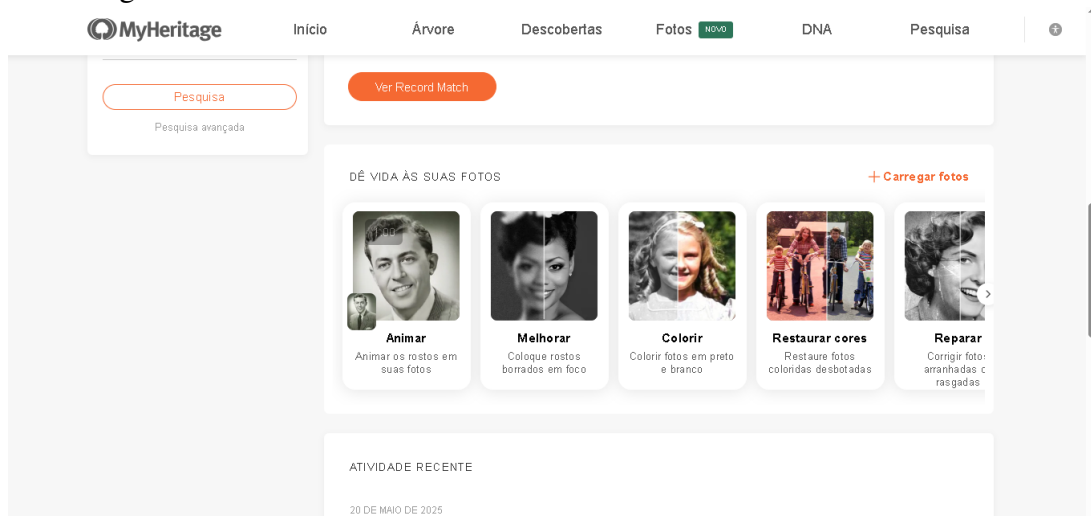 MyHeritage
Início
Árvore
Descobertas
Fotos NOVO
DNA
Pesquisa
Pesquisa
Pesquisa avançada
Ver Record Match
DÊ VIDA ÀS SUAS FOTOS
+ Carregar fotos
Animar
Animar os rostos em
suas fotos
Melhorar
Coloque rostos
borrados em foco
Colorir
Colorir fotos em preto
e branco
Restaurar cores
Restaure fotos
coloridas desbotadas
Reparar
Corrigir fotos
arranhadas
rasgadas
ATIVIDADE RECENTE
20 DE MAIO DE 2025